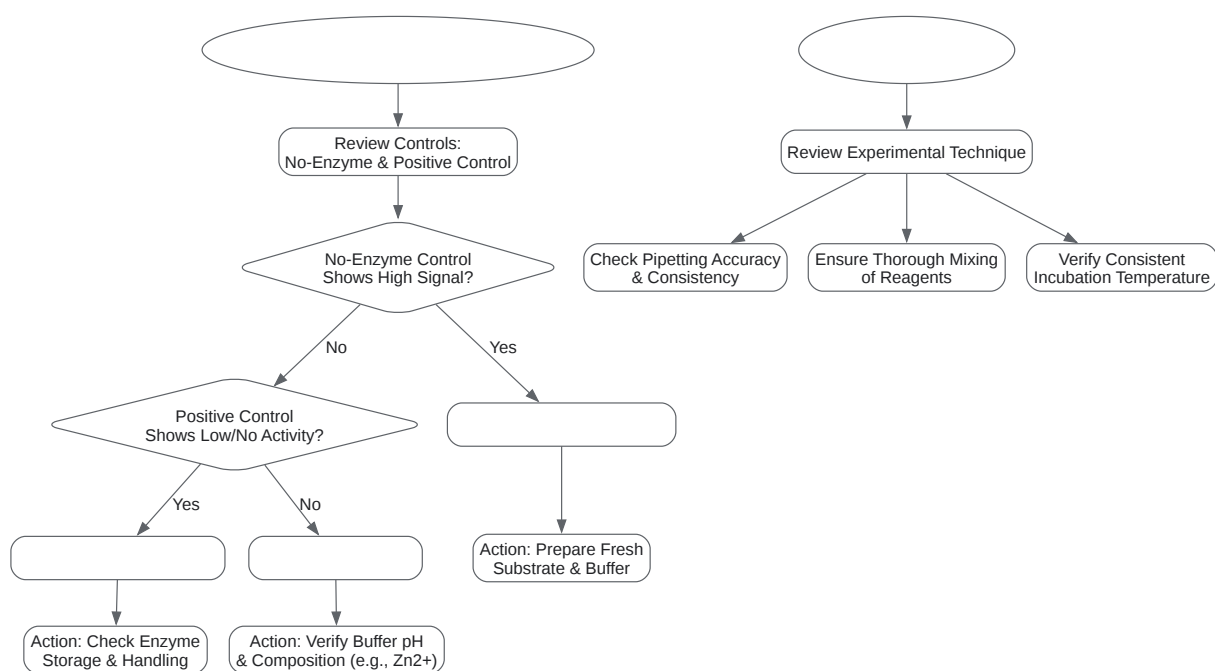 Review Controls:
No-Enzyme & Positive Control
Review Experimental Technique
No-Enzyme Control
Shows High Signal?
Check Pipetting Accuracy
& Consistency
Ensure Thorough Mixing
of Reagents
Verify Consistent
Incubation Temperature
No
Yes
Positive Control
Shows Low/No Activity?
Yes
No
Action: Prepare Fresh
Substrate & Buffer
Action: Check Enzyme
Storage & Handling
Action: Verify Buffer pH
& Composition (e.g., Zn2+)